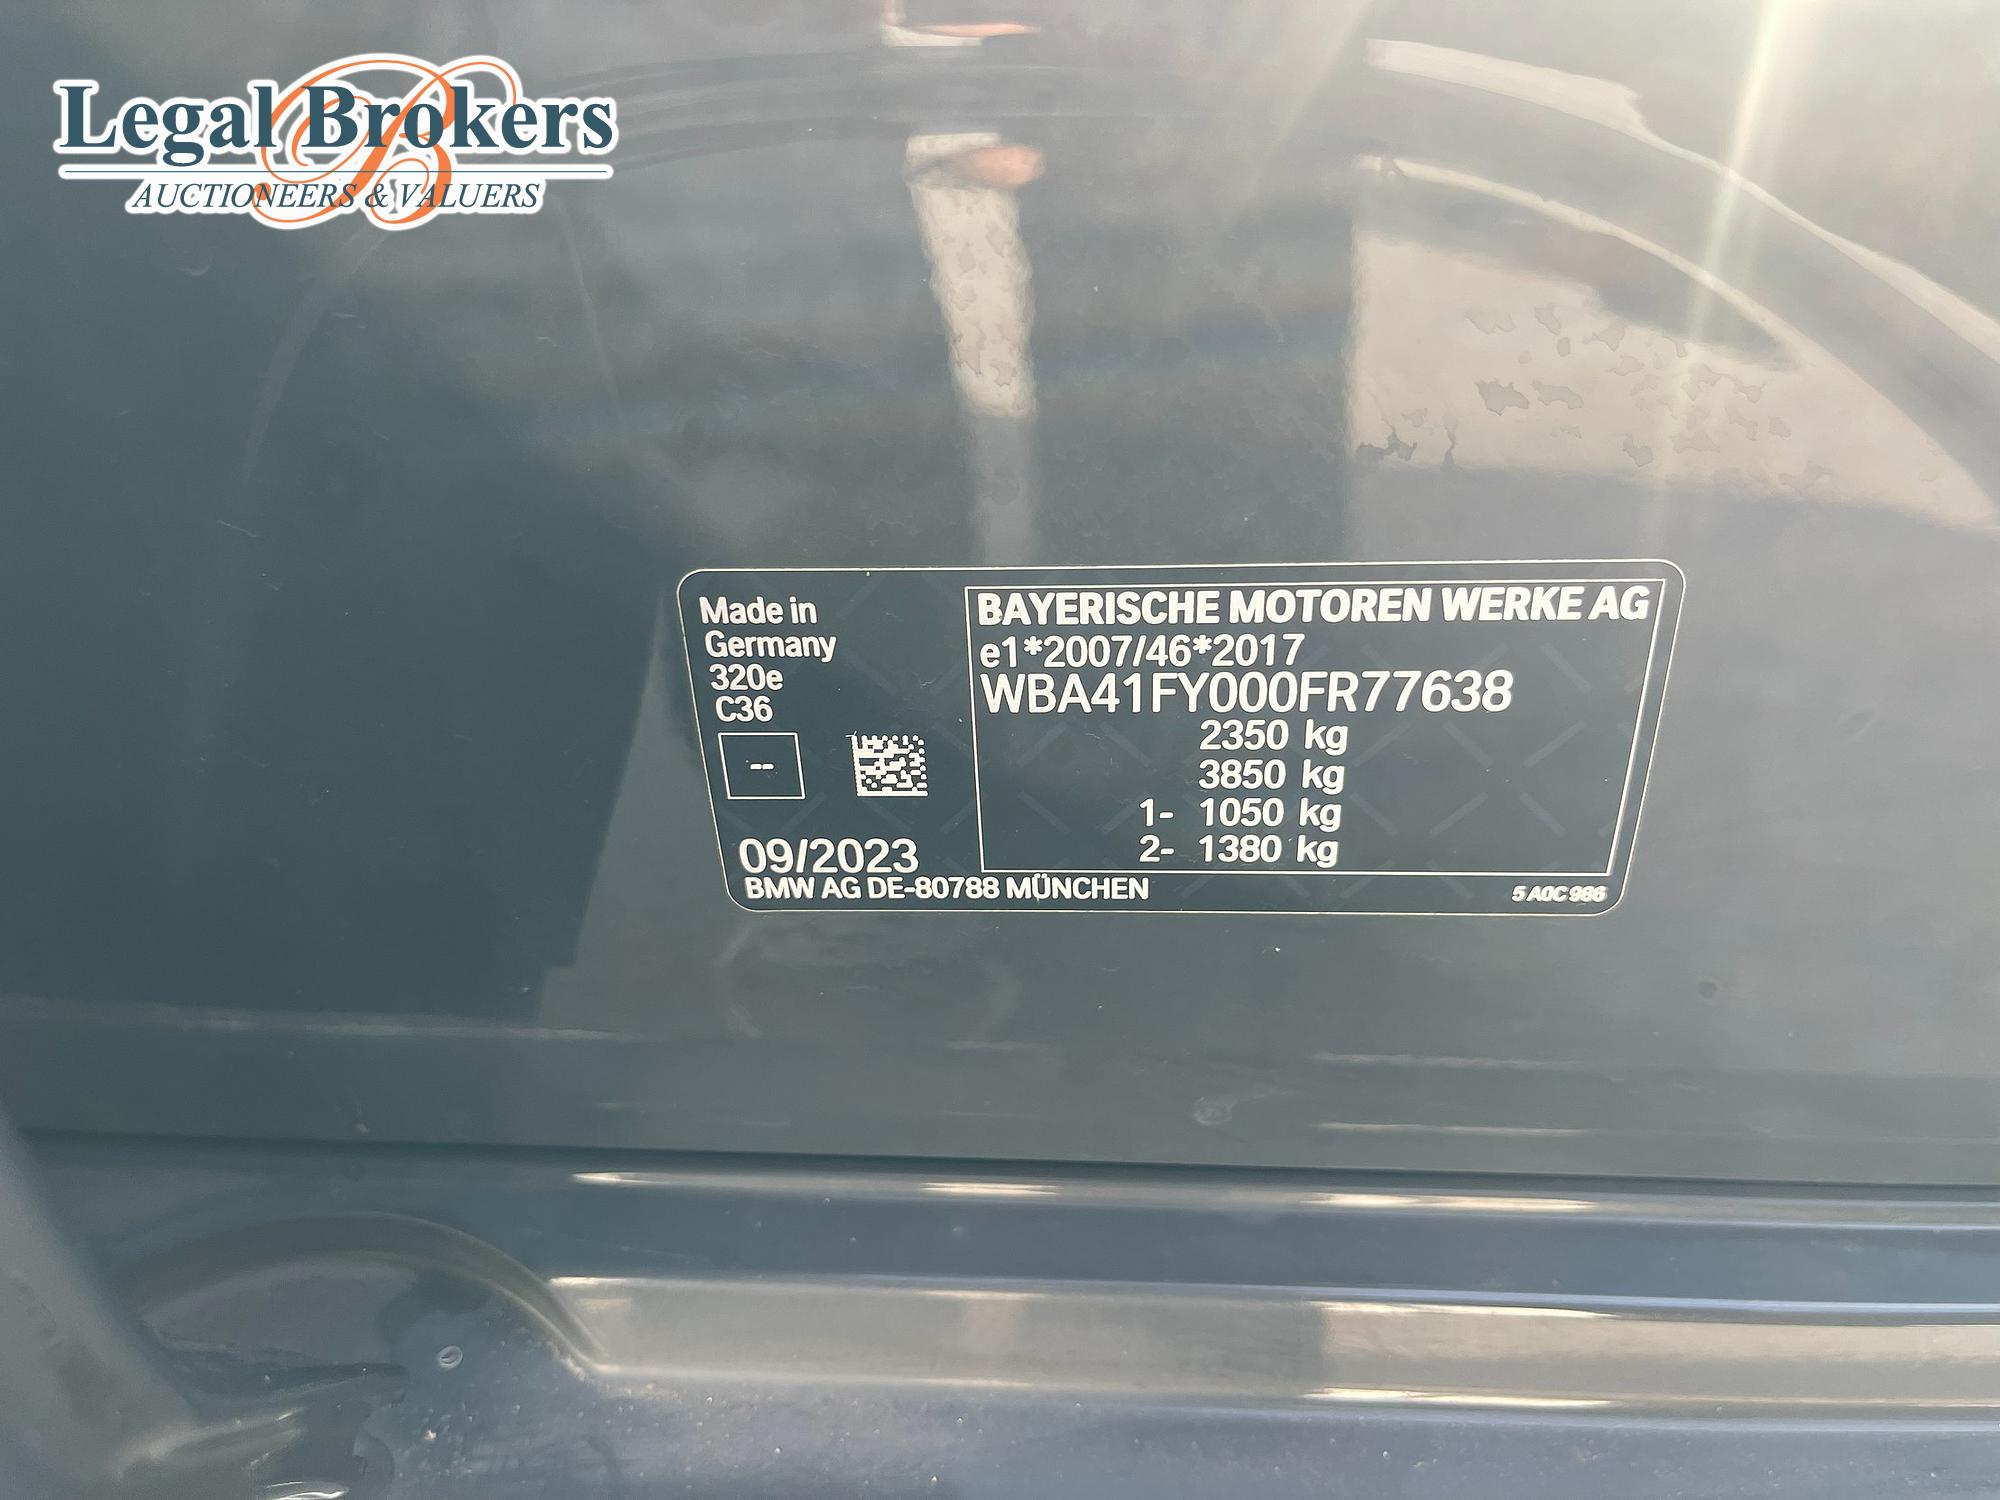 Legal Brokers
AUCTIONEERS & VALUERS
Made in
Germany
320e
C36
--
09/2023
BMW AG DE-80788 MÜNCHEN
BAYERISCHE MOTOREN WERKE AG
e1*2007/46*2017
WBA41FY000FR77638
2350 kg
3850 kg
1- 1050 kg
2- 1380 kg
5 A0C 986